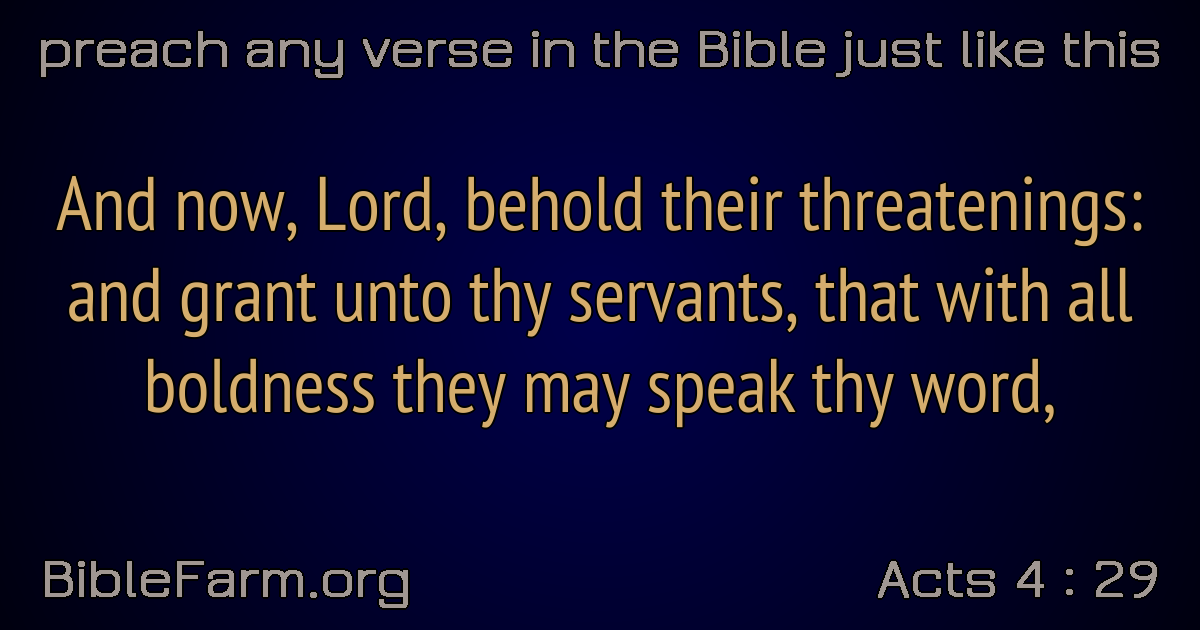 preach any verse in the Bible just like this
And now, Lord, behold their threatenings:
and grant unto thy servants, that with all
boldness they may speak thy word,
BibleFarm.org
Acts 4 : 29